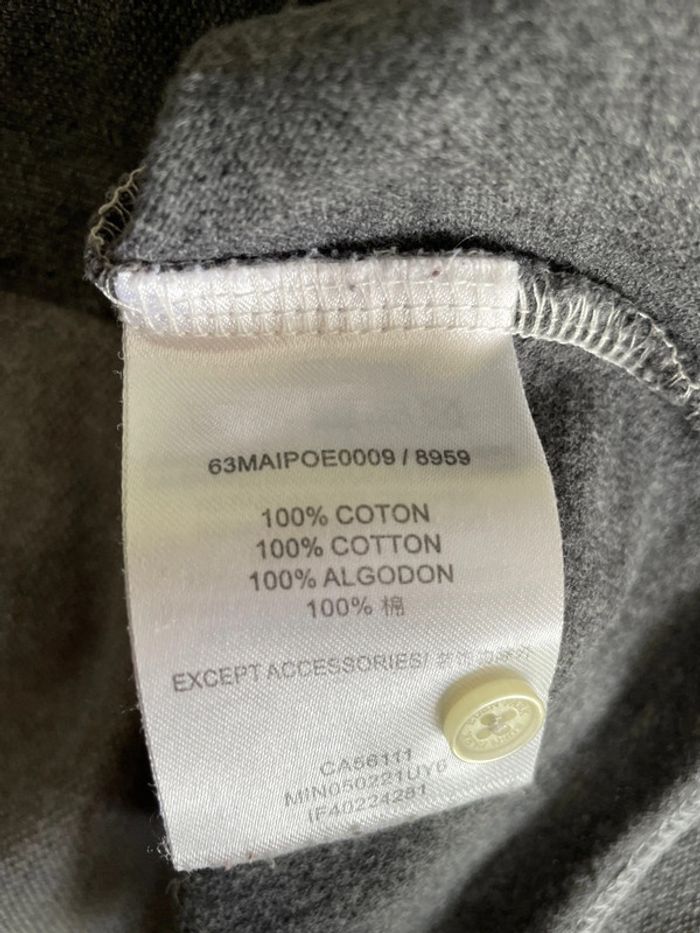 63MAIPOE0009 / 8959
100% COTON
100% COTTON
100% ALGODON
100% 棉
EXCEPT ACCESSORIES/
CA56111
MIN050221UY6
IF40224281